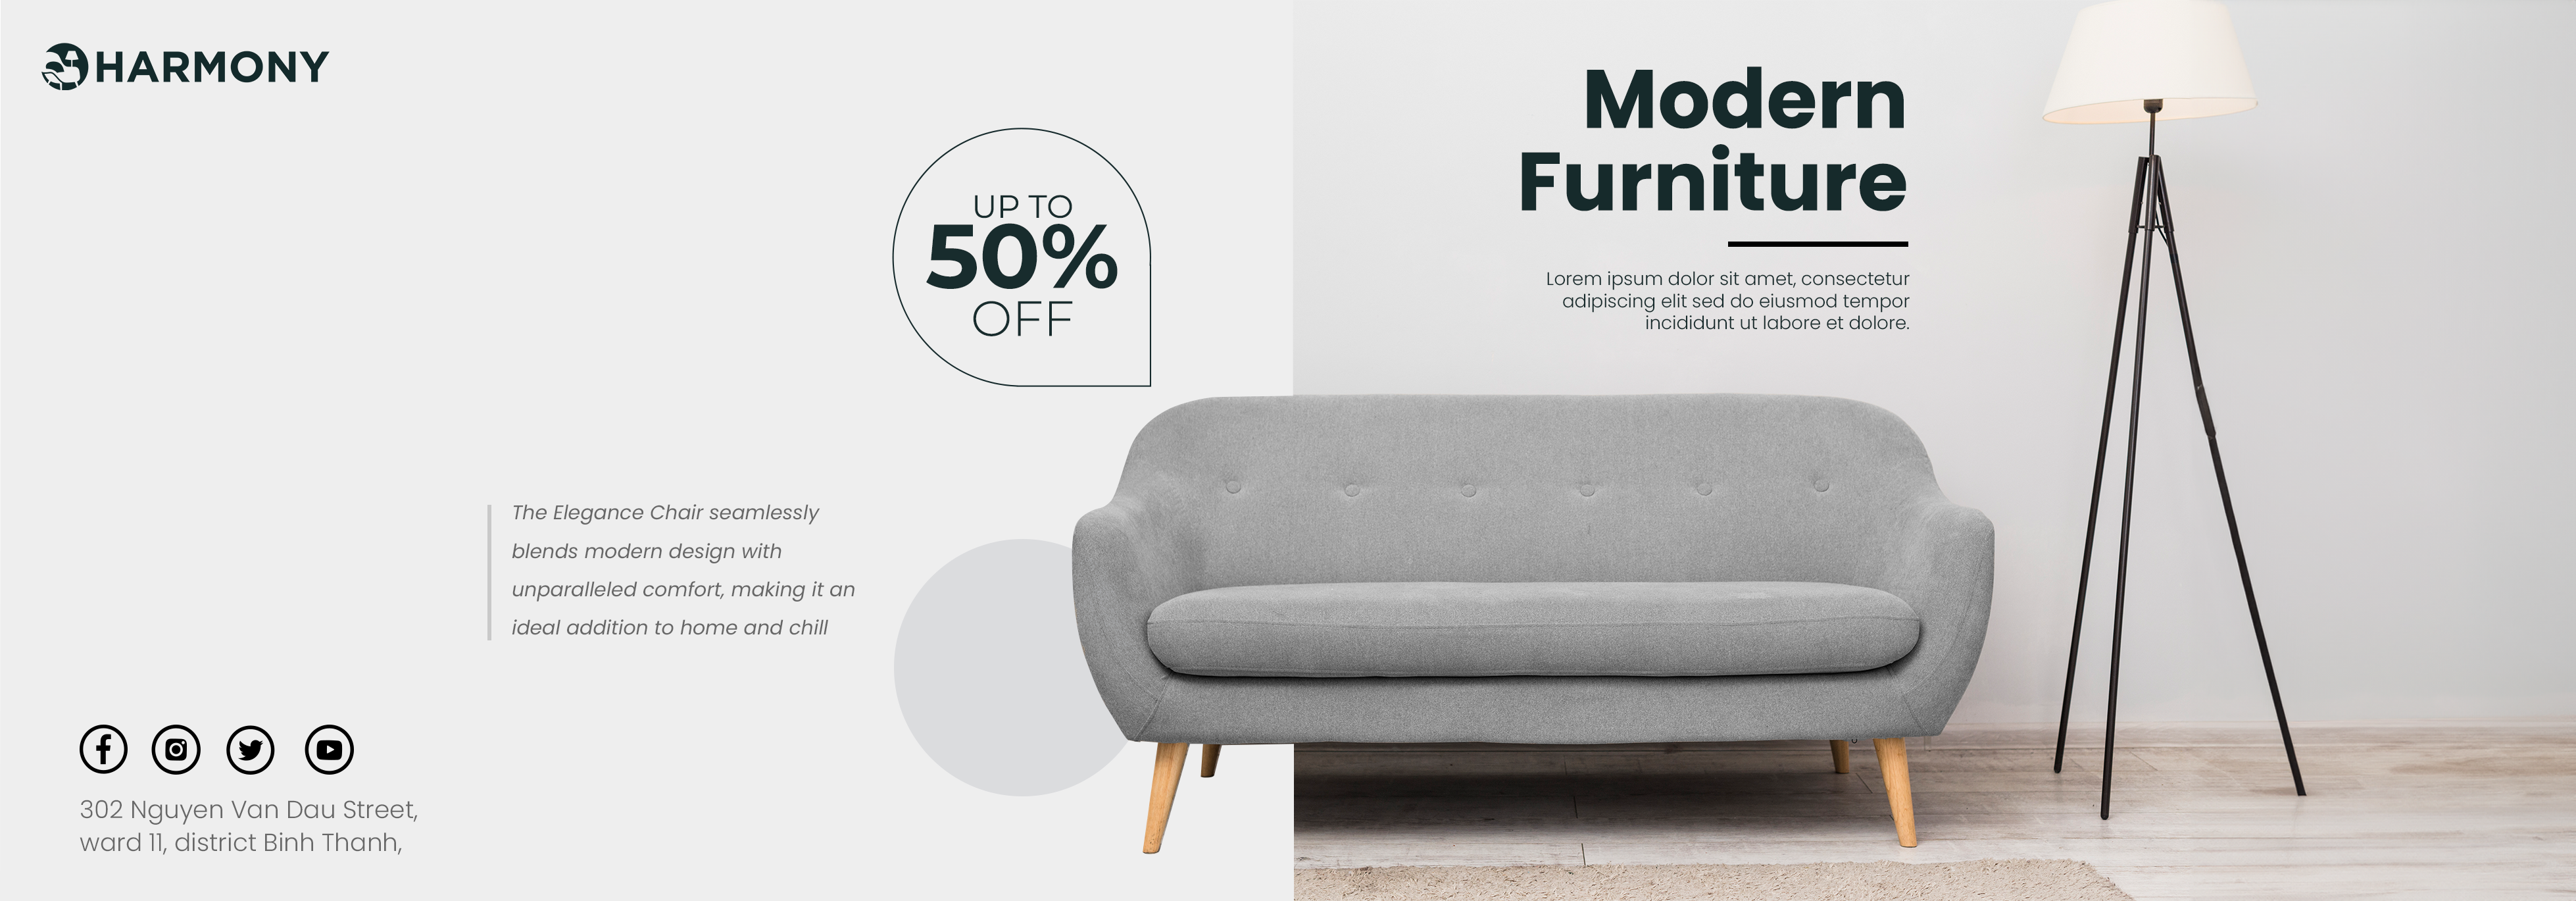 HARMONY
UP TO
50%
OFF
The Elegance Chair seamlessly
blends modern design with
unparalleled comfort, making it an
ideal addition to home and chill
302 Nguyen Van Dau Street,
ward 11, district Binh Thanh,
Modern
Furniture
Lorem ipsum dolor sit amet, consectetur
adipiscing elit sed do eiusmod tempor
incididunt ut labore et dolore.